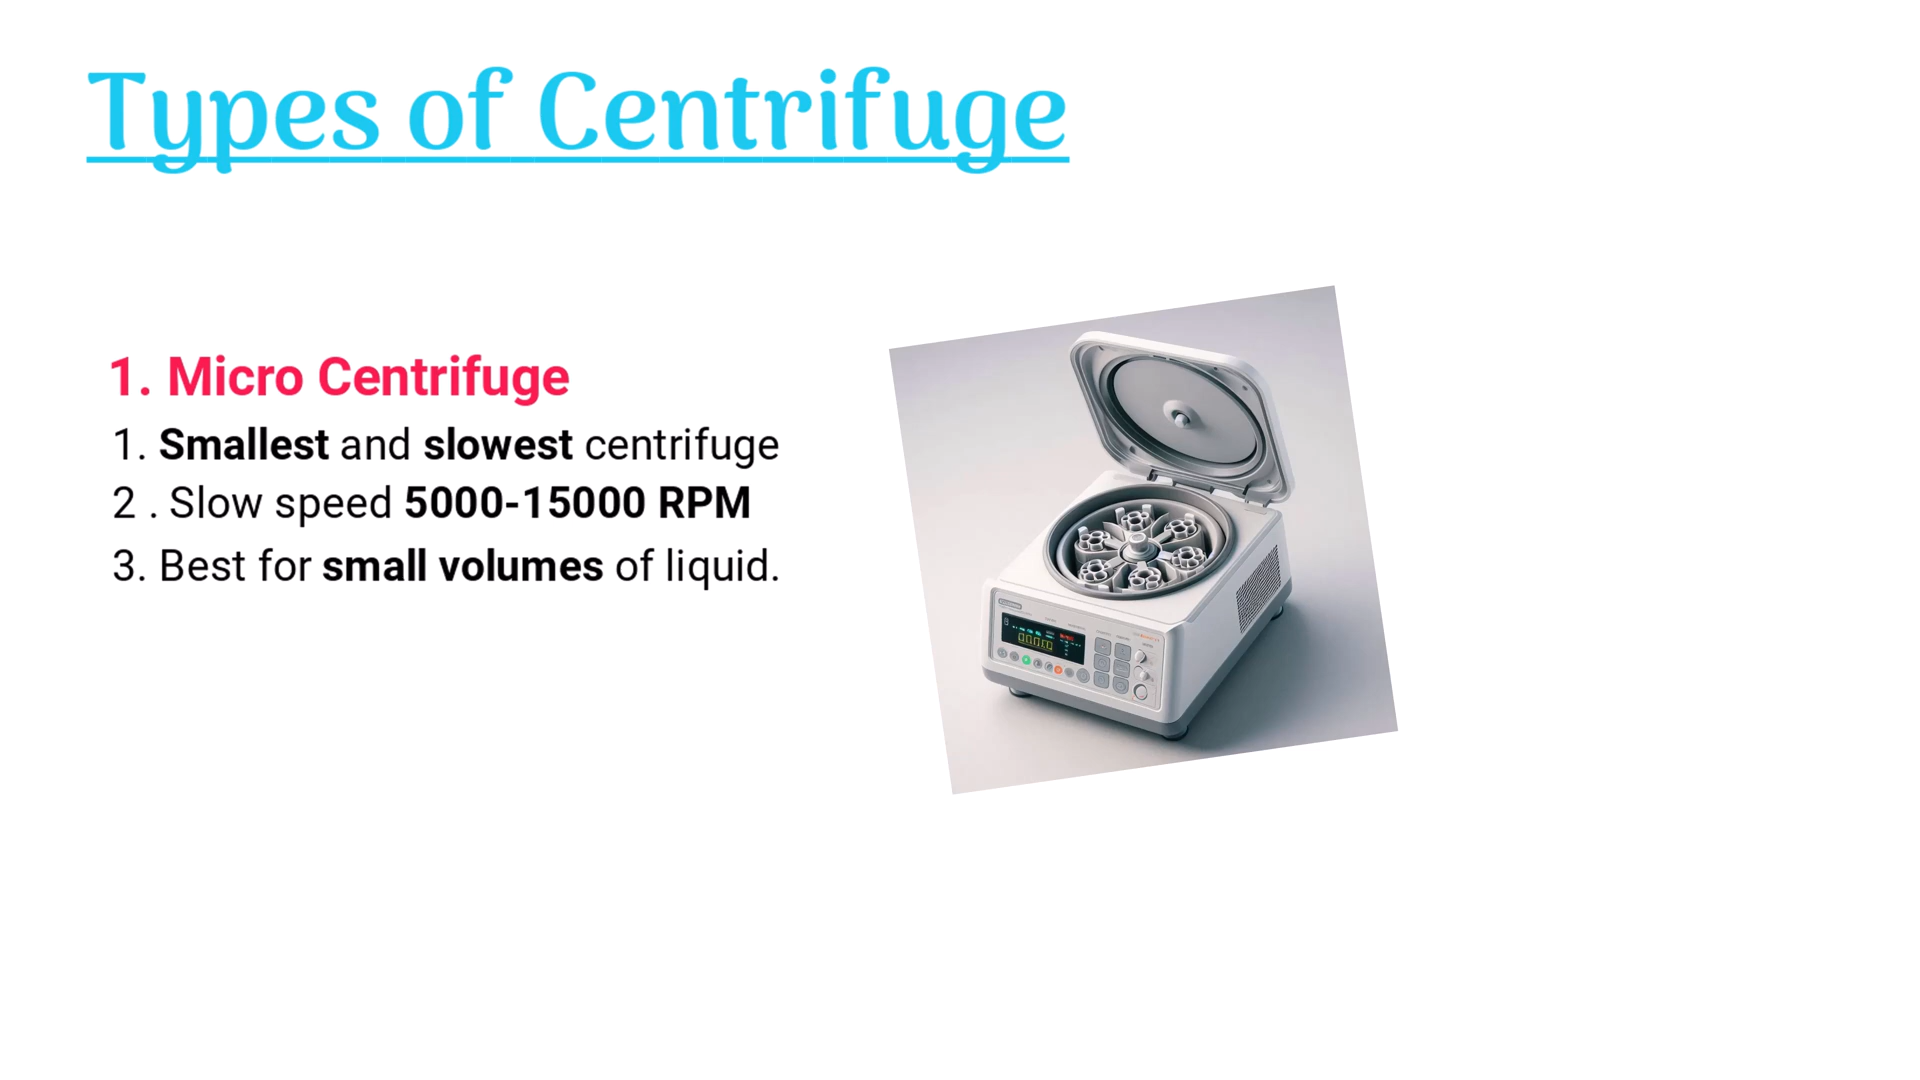 Types of Centrifuge
1. Micro Centrifuge
1. Smallest and slowest centrifuge
2 . Slow speed 5000-15000 RPM
3. Best for small volumes of liquid.